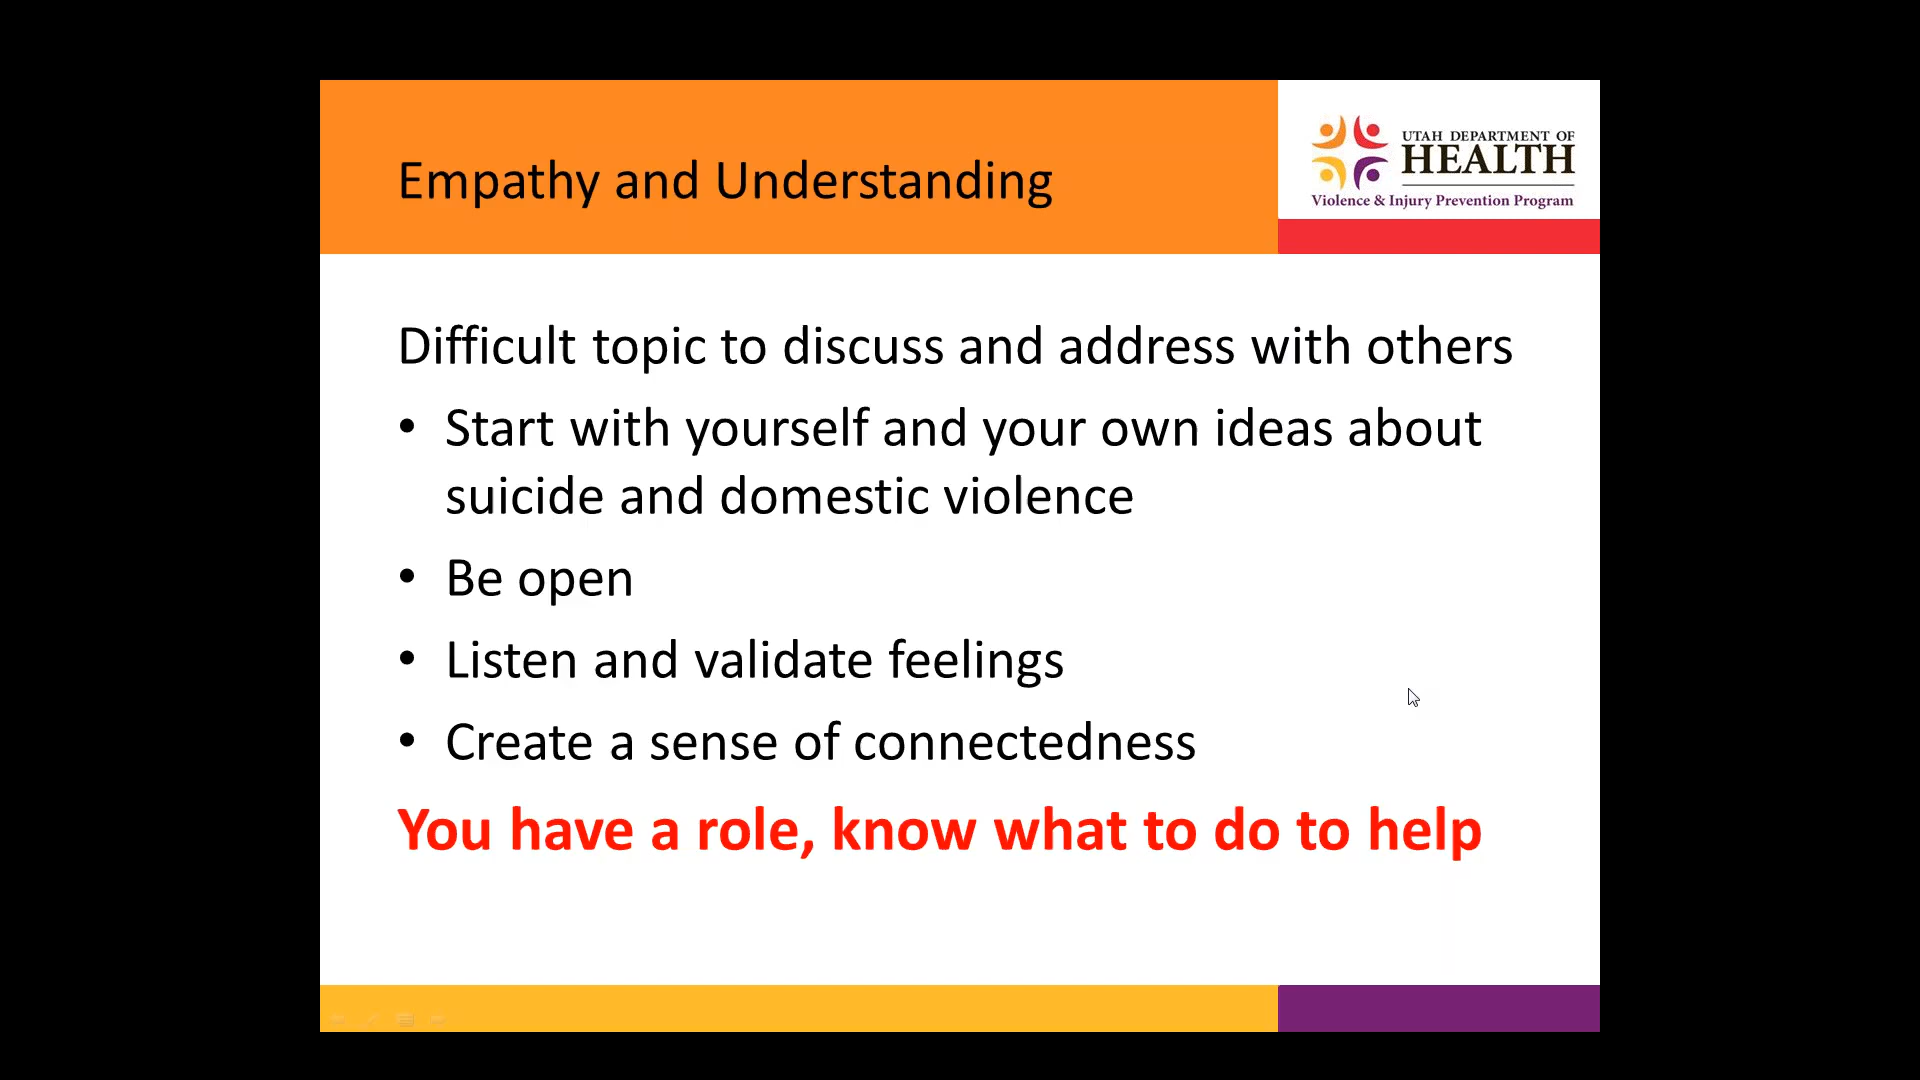 Empathy and Understanding
UTAH DEPARTMENT OF
HEALTH
Violence & Injury Prevention Program
Difficult topic to discuss and address with others
• Start with yourself and your own ideas about
suicide and domestic violence
• Be open
• Listen and validate feelings
• Create a sense of connectedness
You have a role, know what to do to help